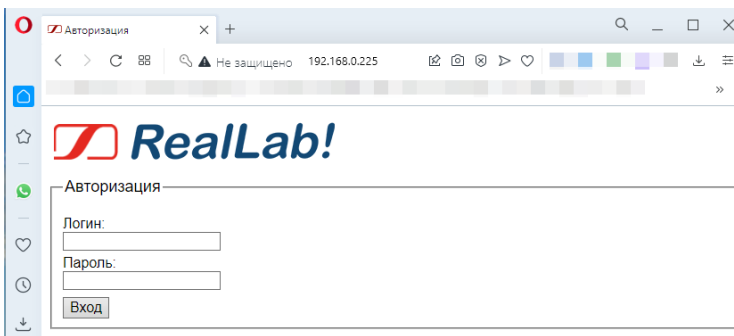 Авторизация
Не защищено 192.168.0.225
RealLab!
Авторизация
Логин:
Пароль:
Вход